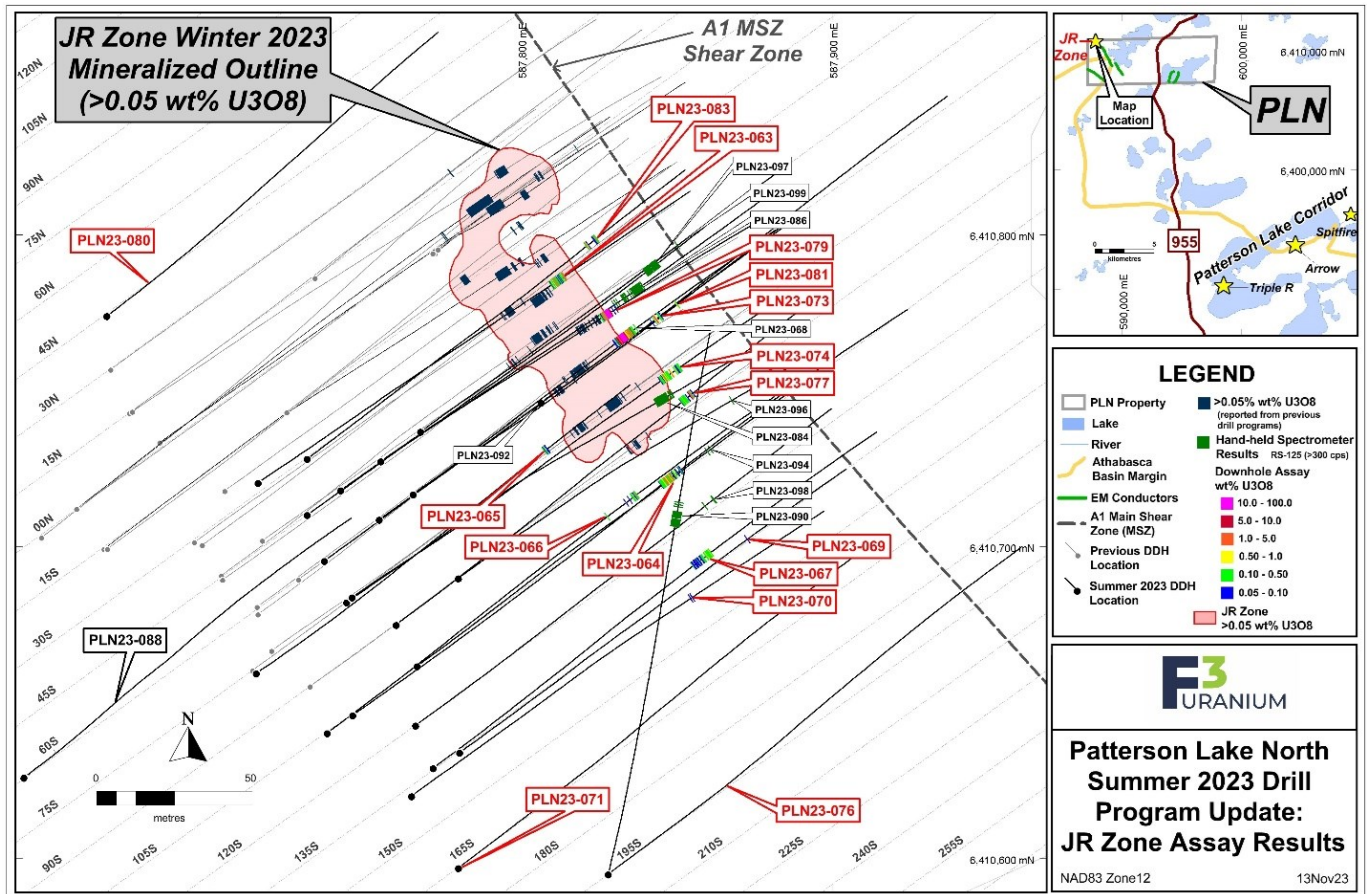 JR Zone Winter 2023
Mineralized Outline
(>0.05 wt% U3O8)
A1 MSZ
Shear Zone
587,800 mE
587,900 mE
120N
105N
90N
75N
60N
45N
30N
15N
00N
15S
30S
45S
60S
75S
90S
105S
120S
135S
150S
165S
180S
195S
210S
225S
255S
PLN23-083
PLN23-063
PLN23-097
PLN23-099
PLN23-086
PLN23-079
PLN23-081
PLN23-073
PLN23-068
PLN23-074
PLN23-077
PLN23-096
PLN23-084
PLN23-094
PLN23-098
PLN23-090
PLN23-069
PLN23-067
PLN23-070
PLN23-080
PLN23-092
PLN23-065
PLN23-066
PLN23-064
PLN23-088
PLN23-071
PLN23-076
6,410,800 mN
6,410,700 mN
6,410,600 mN
N
0 50
metres
JR
Zone
Map
Location
PLN
600,000 mE
6,410,000 mN
6,400,000 mN
590,000 mE
0 5
kilometres
955
Patterson Lake Corridor
Spitfire
Arrow
Triple R
LEGEND
PLN Property
Lake
River
Athabasca
Basin Margin
EM Conductors
A1 Main Shear
Zone (MSZ)
Previous DDH
Location
Summer 2023 DDH
Location
>0.05% wt% U3O8
(reported from previous
drill programs)
Hand-held Spectrometer
Results RS-125 (>300 cps)
Downhole Assay
wt% U3O8
10.0 - 100.0
5.0 - 10.0
1.0 - 5.0
0.50 - 1.0
0.10 - 0.50
0.05 - 0.10
JR Zone
>0.05 wt% U3O8
F3
URANIUM
Patterson Lake North
Summer 2023 Drill
Program Update:
JR Zone Assay Results
NAD83 Zone12 13Nov23